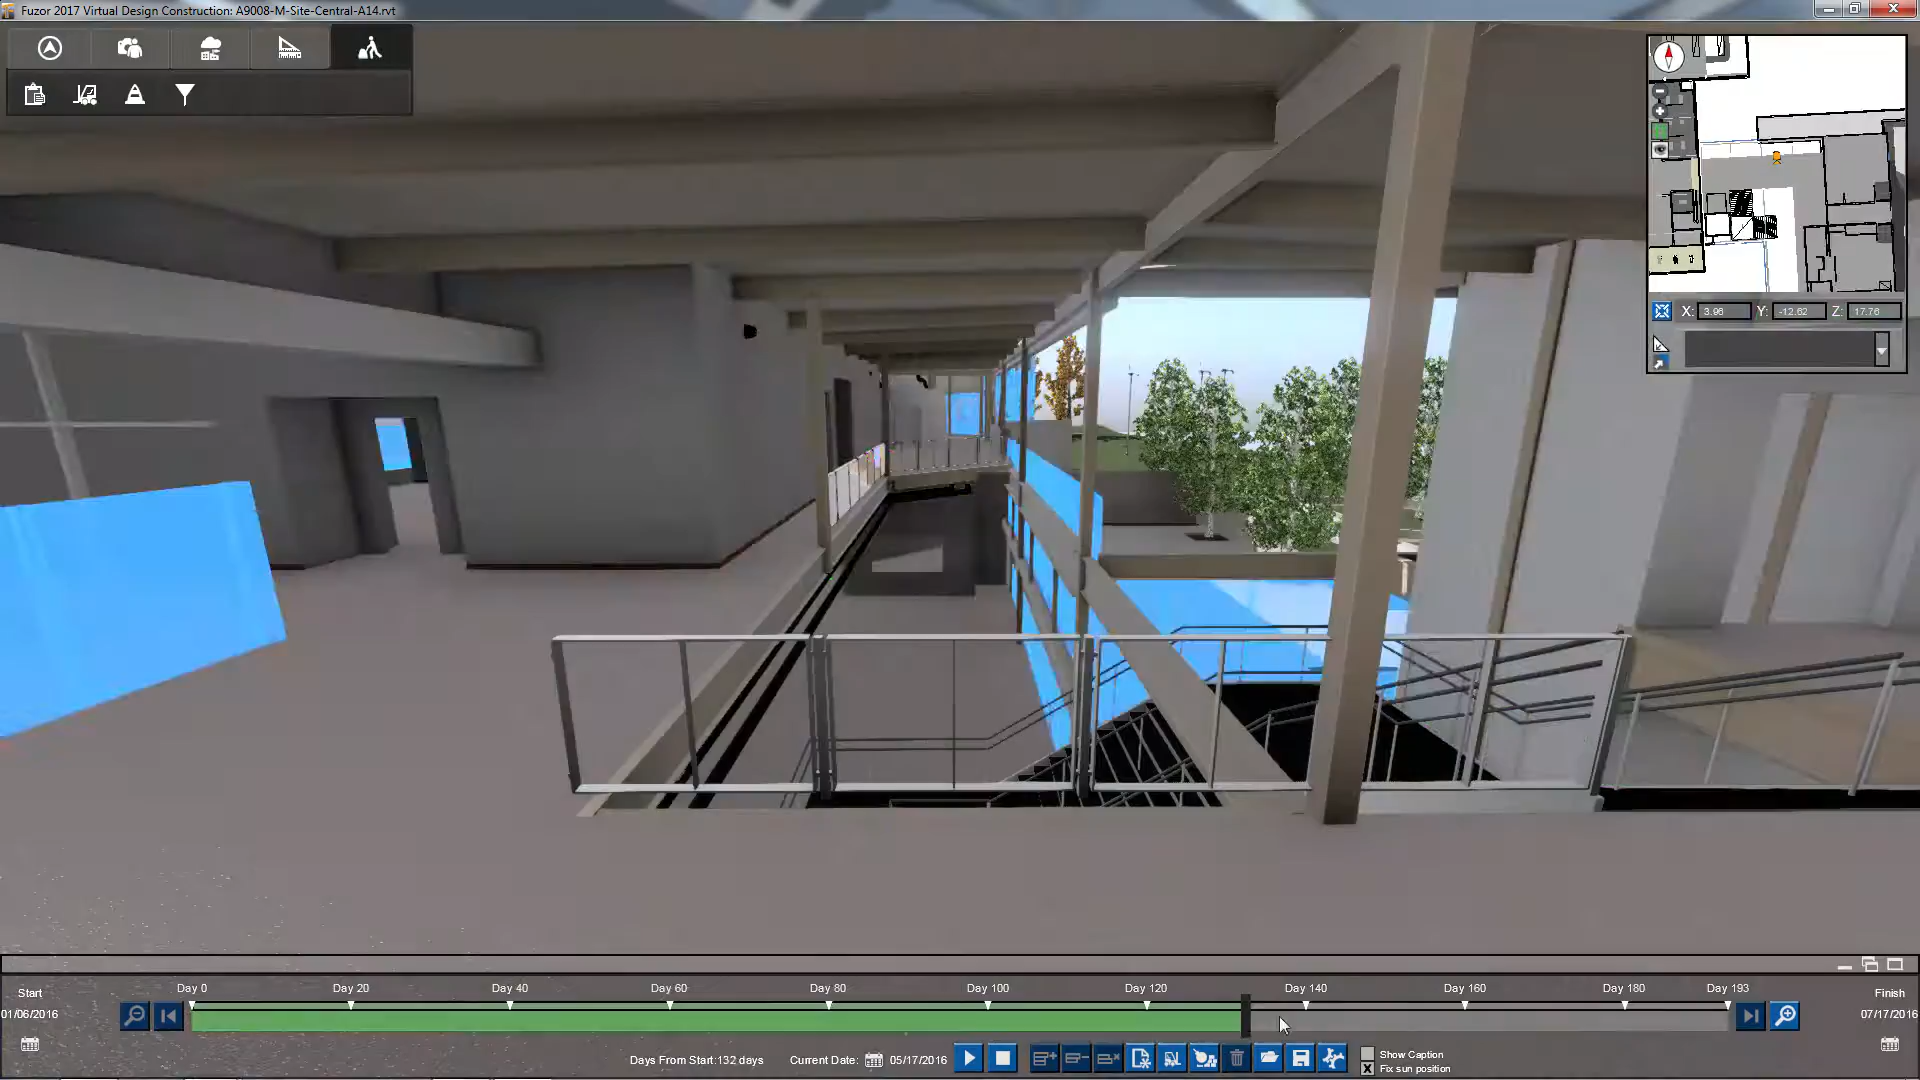 Fuzor 2017 Virtual Design Construction: A9008-M-Site-Central-A14.rvt
X: 3.96 Y: -12.62 Z: 17.76
Day 0 Day 20 Day 40 Day 60 Day 80 Day 100 Day 120 Day 140 Day 160 Day 180 Day 193
Start
01/06/2016
Finish
07/17/2016
Days From Start:132 days Current Date: 05/17/2016
Show Caption
X Fix sun position